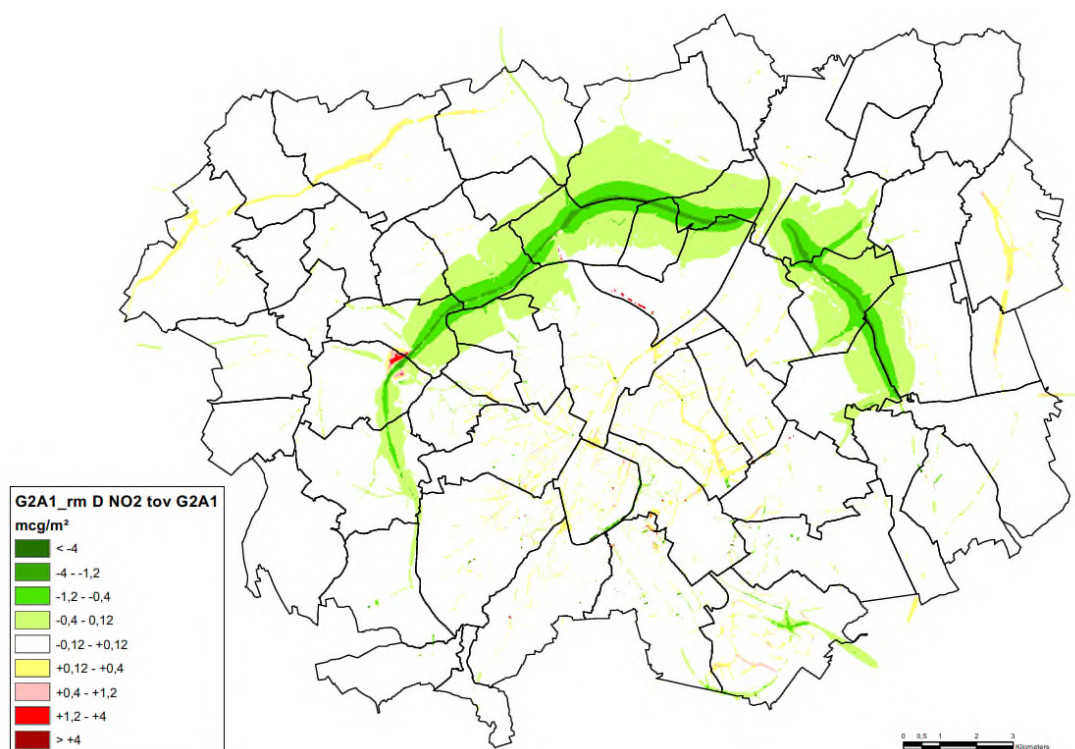 G2A1_rm D NO2 tov G2A1
mcg/m²
< -4
-4 - -1,2
-1,2 - -0,4
-0,4 - 0,12
-0,12 - +0,12
+0,12 - +0,4
+0,4 - +1,2
+1,2 - +4
> +4
0 0,5 1 2 3
Kilometers